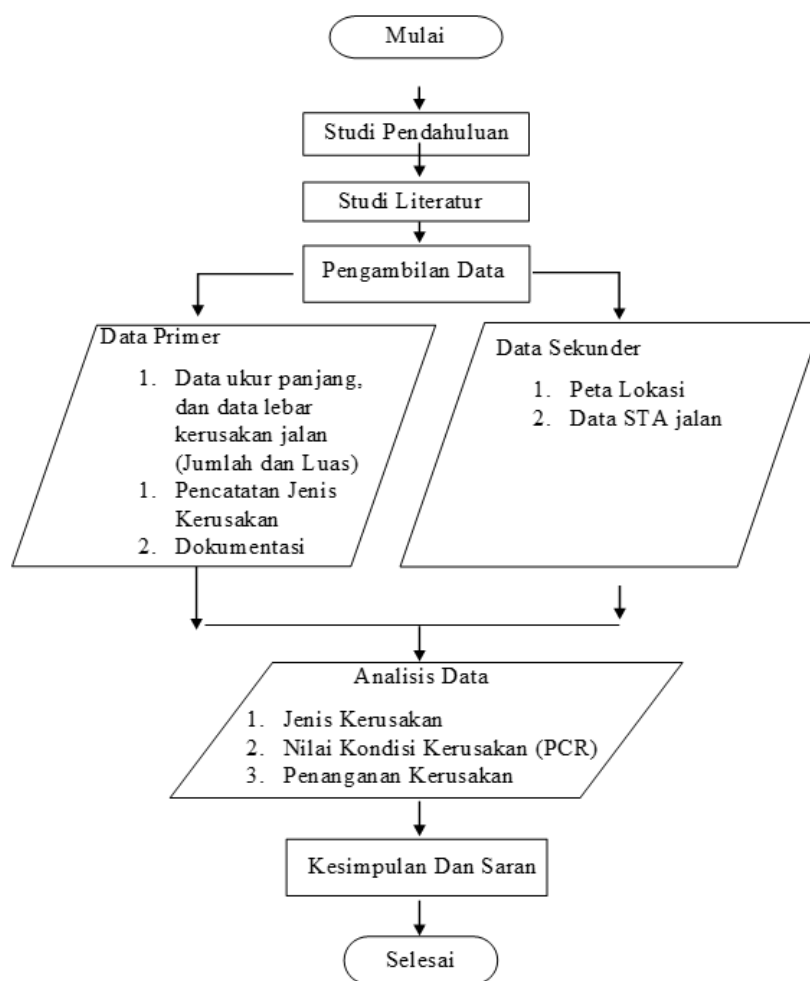 Mulai
Studi Pendahuluan
Studi Literatur
Pengambilan Data
Data Primer
1. Data ukur panjang,
dan data lebar
kerusakan jalan
(Jumlah dan Luas)
1. Pencatatan Jenis
Kerusakan
2. Dokumentasi
Data Sekunder
1. Peta Lokasi
2. Data STA jalan
Analisis Data
1. Jenis Kerusakan
2. Nilai Kondisi Kerusakan (PCR)
3. Penanganan Kerusakan
Kesimpulan Dan Saran
Selesai